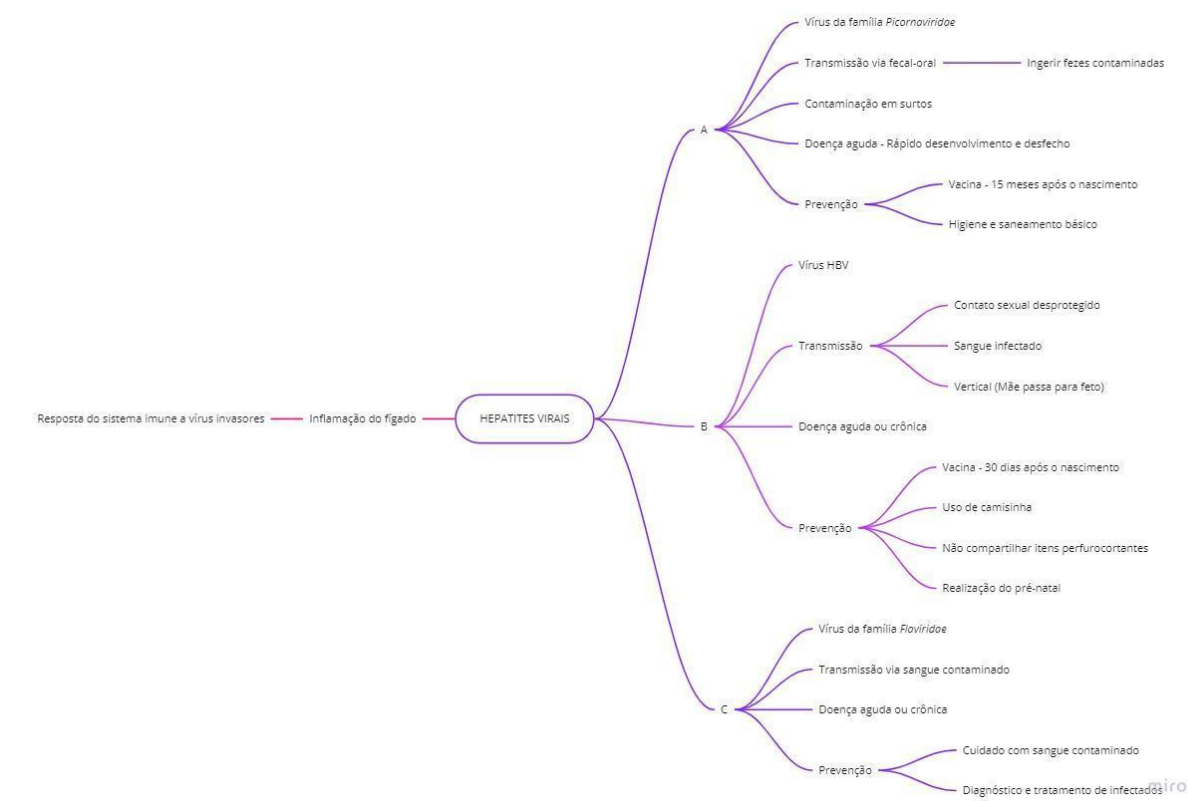 Vírus da família Picornoviridae
Transmissão via fecal-oral
Ingerir fezes contaminadas
Contaminação em surtos
A
Doença aguda - Rápido desenvolvimento e desfecho
Vacina - 15 meses após o nascimento
Prevenção
Higiene e saneamento básico
Vírus HBV
Contato sexual desprotegido
Transmissão
Sangue infectado
Vertical (Mãe passa para feto)
Resposta do sistema imune a vírus invasores
Inflamação do fígado
HEPATITES VIRAIS
B
Doença aguda ou crônica
Vacina - 30 dias após o nascimento
Uso de camisinha
Prevenção
Não compartilhar itens perfurocortantes
Realização do pré-natal
Vírus da família Flaviridae
Transmissão via sangue contaminado
C
Doença aguda ou crônica
Cuidado com sangue contaminado
Prevenção
Diagnóstico e tratamento de infectados
miro